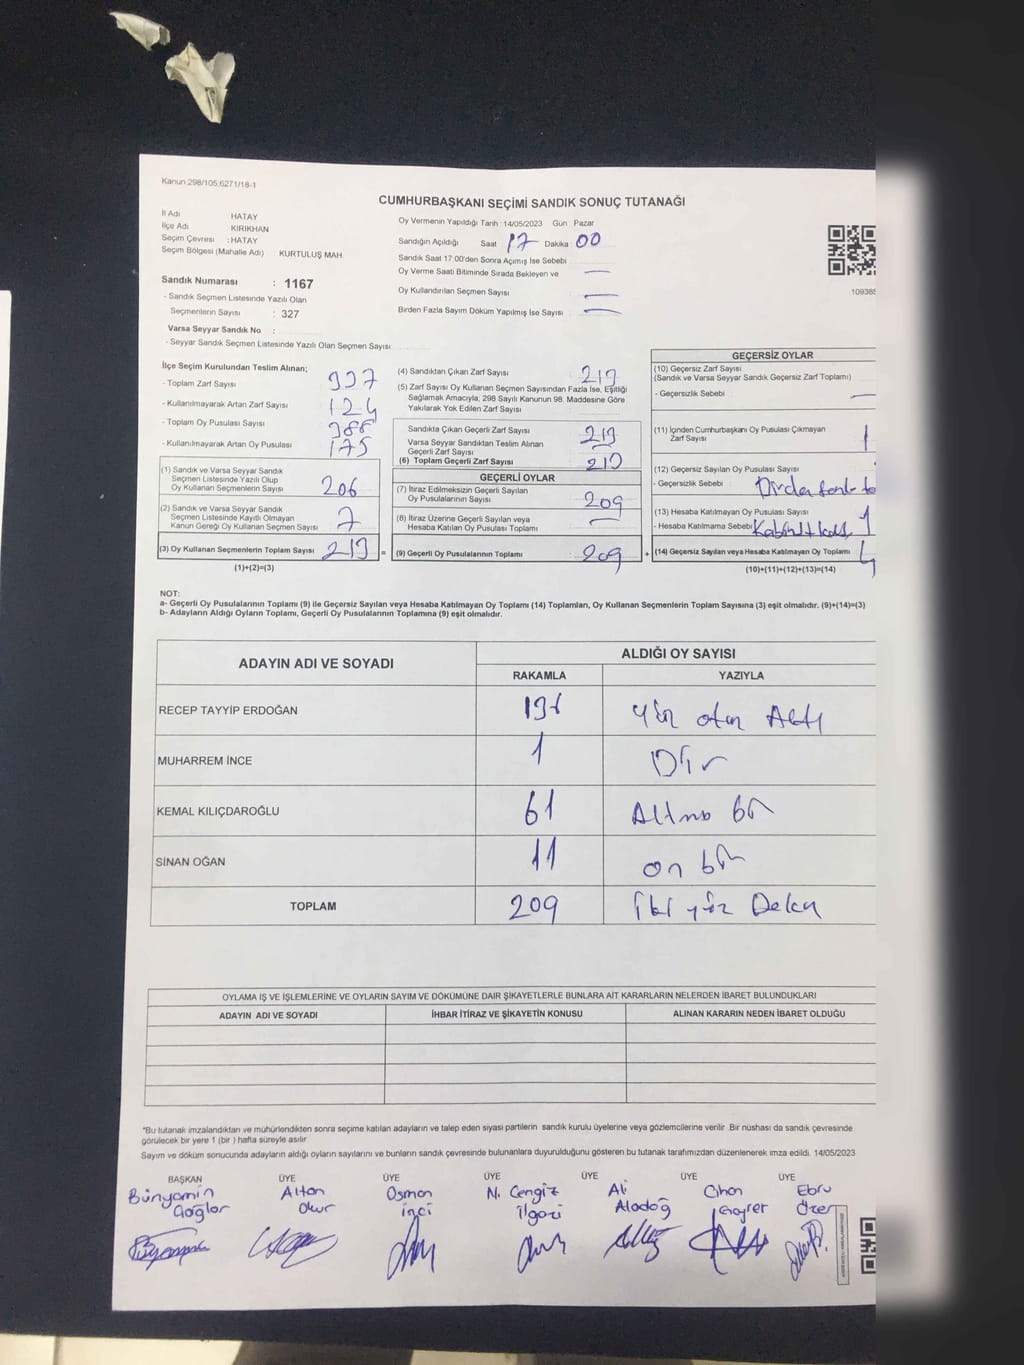 Kanun:298/105,6271/18-1
CUMHURBAŞKANI SEÇİMİ SANDIK SONUÇ TUTANAĞI
İl Adı HATAY
İlçe Adı KIRIKHAN
Seçim Çevresi : HATAY
Seçim Bölgesi (Mahalle Adı) KURTULUŞ MAH.
Sandık Numarası : 1167
- Sandık Seçmen Listesinde Yazılı Olan
Seçmenlerin Sayısı : 327
Varsa Seyyar Sandık No :
- Seyyar Sandık Seçmen Listesinde Yazılı Olan Seçmen Sayısı
Oy Vermenin Yapıldığı Tarih : 14/05/2023 Gün Pazar
Sandığın Açıldığı Saat 17 Dakika 00
Sandık Saat 17:00'den Sonra Açımış İse Sebebi
Oy Verme Saati Bitiminde Sırada Bekleyen ve —
Oy Kullandırılan Seçmen Sayısı —
Birden Fazla Sayım Döküm Yapılmış İse Sayısı —
10938
İlçe Seçim Kurulundan Teslim Alınan;
- Toplam Zarf Sayısı 337
- Kullanılmayarak Artan Zarf Sayısı 124
- Toplam Oy Pusulası Sayısı 388
- Kullanılmayarak Artan Oy Pusulası 175
(1) Sandık ve Varsa Seyyar Sandık
Seçmen Listesinde Yazılı Olup
Oy Kullanan Seçmenlerin Sayısı 206
(2) Sandık ve Varsa Seyyar Sandık
Seçmen Listesinde Kayıtlı Olmayan
Kanun Gereği Oy Kullanan Seçmen Sayısı 7
(3) Oy Kullanan Seçmenlerin Toplam Sayısı 213 =
(1)+(2)=(3)
(4) Sandıktan Çıkan Zarf Sayısı 213
(5) Zarf Sayısı Oy Kullanan Seçmen Sayısından Fazla İse, Eşitliği
Sağlamak Amacıyla, 298 Sayılı Kanunun 98. Maddesine Göre
Yakılarak Yok Edilen Zarf Sayısı
Sandıkta Çıkan Geçerli Zarf Sayısı 213
Varsa Seyyar Sandıktan Teslim Alınan
Geçerli Zarf Sayısı —
(6) Toplam Geçerli Zarf Sayısı 213
GEÇERLİ OYLAR
(7) İtiraz Edilmeksizin Geçerli Sayılan
Oy Pusulalarının Sayısı 209
(8) İtiraz Üzerine Geçerli Sayılan veya
Hesaba Katılan Oy Pusulası Toplamı —
(9) Geçerli Oy Pusulalarının Toplamı : 209 +
GEÇERSİZ OYLAR
(10) Geçersiz Zarf Sayısı
(Sandık ve Varsa Seyyar Sandık Geçersiz Zarf Toplamı)
- Geçersizlik Sebebi —
(11) İçinden Cumhurbaşkanı Oy Pusulası Çıkmayan
Zarf Sayısı 1
(12) Geçersiz Sayılan Oy Pusulası Sayısı
- Geçersizlik Sebebi
(13) Hesaba Katılmayan Oy Pusulası Sayısı 1
- Hesaba Katılmama Sebebi
(14) Geçersiz Sayılan veya Hesaba Katılmayan Oy Toplamı 4
(10)+(11)+(12)+(13)=(14)
NOT:
a- Geçerli Oy Pusulalarının Toplamı (9) ile Geçersiz Sayılan veya Hesaba Katılmayan Oy Toplamı (14) Toplamları, Oy Kullanan Seçmenlerin Toplam Sayısına (3) eşit olmalıdır. (9)+(14)=(3)
b- Adayların Aldığı Oyların Toplamı, Geçerli Oy Pusulalarının Toplamına (9) eşit olmalıdır.
ADAYIN ADI VE SOYADI ALDIĞI OY SAYISI
RAKAMLA YAZIYLA
RECEP TAYYİP ERDOĞAN 136 Yüz otuz Altı
MUHARREM İNCE 1 Bir
KEMAL KILIÇDAROĞLU 61 Altmış bir
SİNAN OĞAN 11 on bir
TOPLAM 209 İki yüz Dokuz
OYLAMA İŞ VE İŞLEMLERİNE VE OYLARIN SAYIM VE DÖKÜMÜNE DAİR ŞİKAYETLERLE BUNLARA AİT KARARLARIN NELERDEN İBARET BULUNDUKLARI
ADAYIN ADI VE SOYADI İHBAR İTİRAZ VE ŞİKAYETİN KONUSU ALINAN KARARIN NEDEN İBARET OLDUĞU
*Bu tutanak imzalandıktan ve mühürlendikten sonra seçime katılan adayların ve talep eden siyasi partilerin sandık kurulu üyelerine veya gözlemcilerine verilir. Bir nüshası da sandık çevresinde
görülecek bir yere 1 (bir ) hafta süreyle asılır.
Sayım ve döküm sonucunda adayların aldığı oyların sayılarını ve bunların sandık çevresinde bulunanlara duyurulduğunu gösteren bu tutanak tarafımızdan düzenlenerek imza edildi. 14/05/2023
BAŞKAN ÜYE ÜYE ÜYE ÜYE ÜYE ÜYE
Bünyamin Altan Osman N. Cengiz Ali Cihan Ebru
Çağlar Okur inci ilgazi Aladağ Gayret Özer